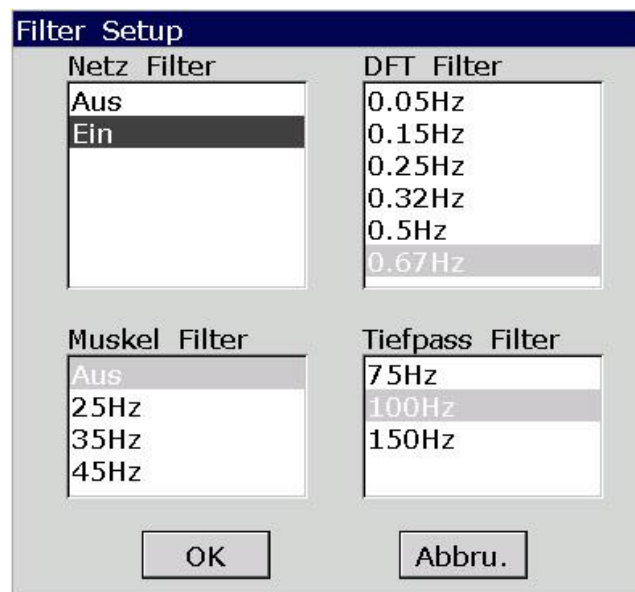 Filter Setup
Netz Filter
Aus
Ein
DFT Filter
0.05Hz
0.15Hz
0.25Hz
0.32Hz
0.5Hz
0.67Hz
Muskel Filter
Aus
25Hz
35Hz
45Hz
Tiefpass Filter
75Hz
100Hz
150Hz
OK
Abbru.